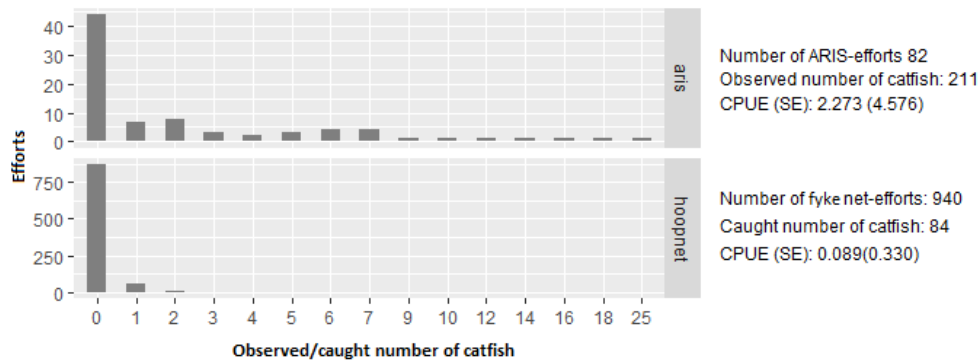 Efforts
40
30
20
10
0
aris
750
500
250
0
hoopnet
0 1 2 3 4 5 6 7 9 10 12 14 16 18 25
Observed/caught number of catfish
Number of ARIS-efforts 82
Observed number of catfish: 211
CPUE (SE): 2.273 (4.576)
Number of fyke net-efforts: 940
Caught number of catfish: 84
CPUE (SE): 0.089(0.330)